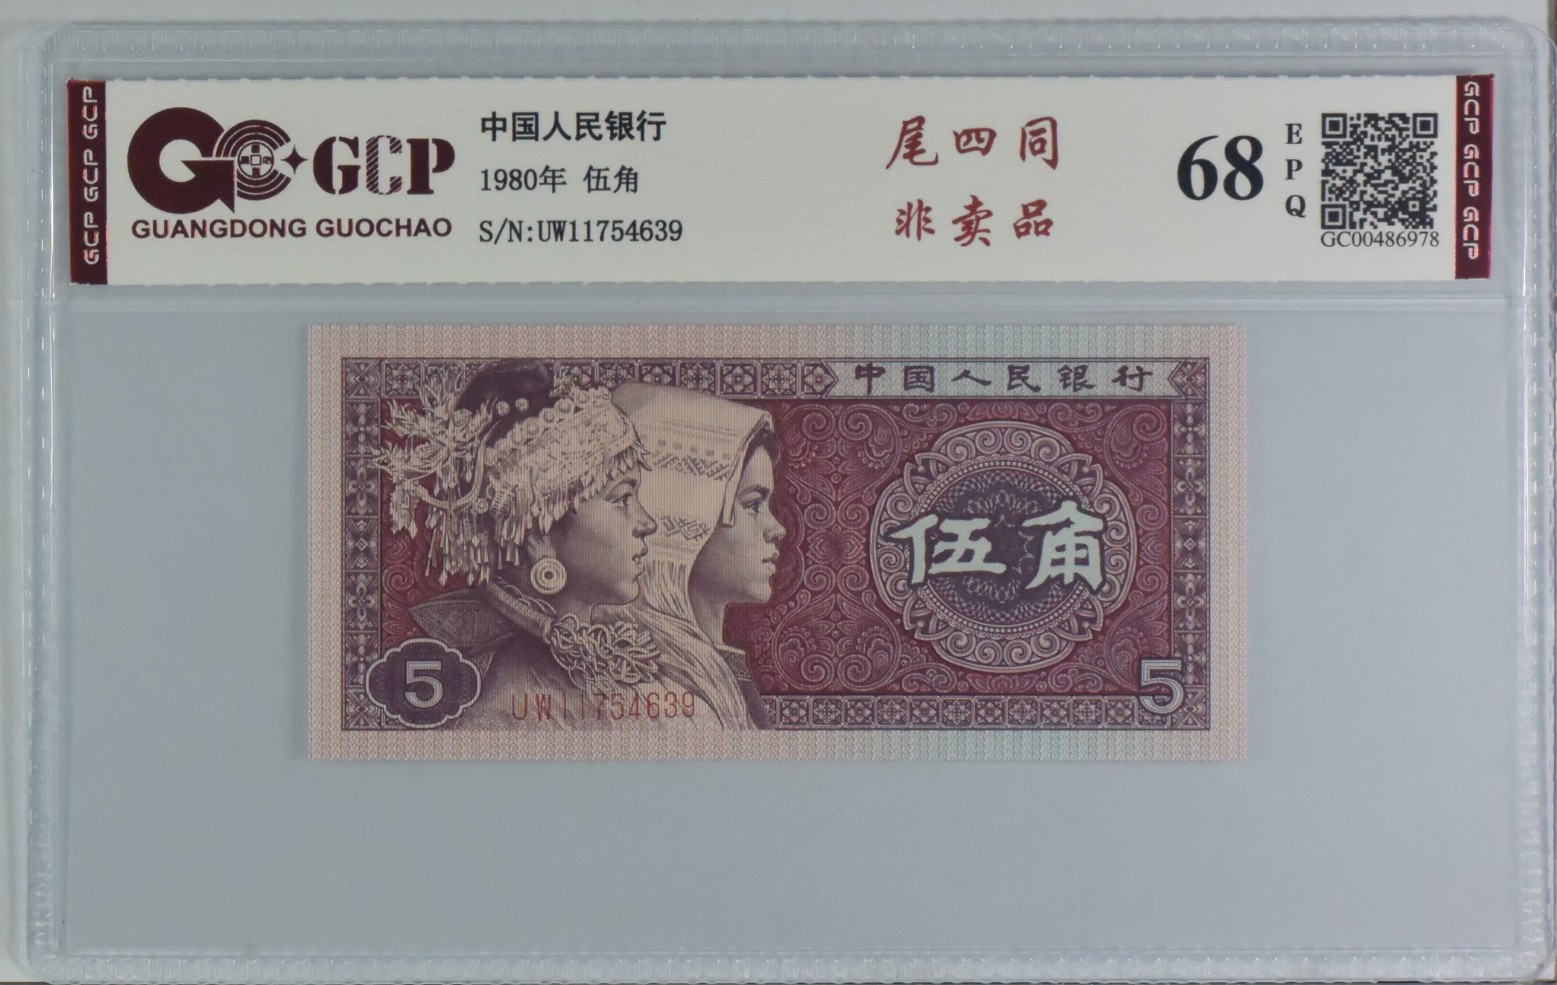 GCP GCP GCP
GCP
GUANGDONG GUOCHAO
中国人民银行
1980年 伍角
S/N:UW11754639
尾四同
非卖品
68
EPQ
GC00486978
GCP GCP GCP
中国人民银行
伍角
5
UW11754639
5